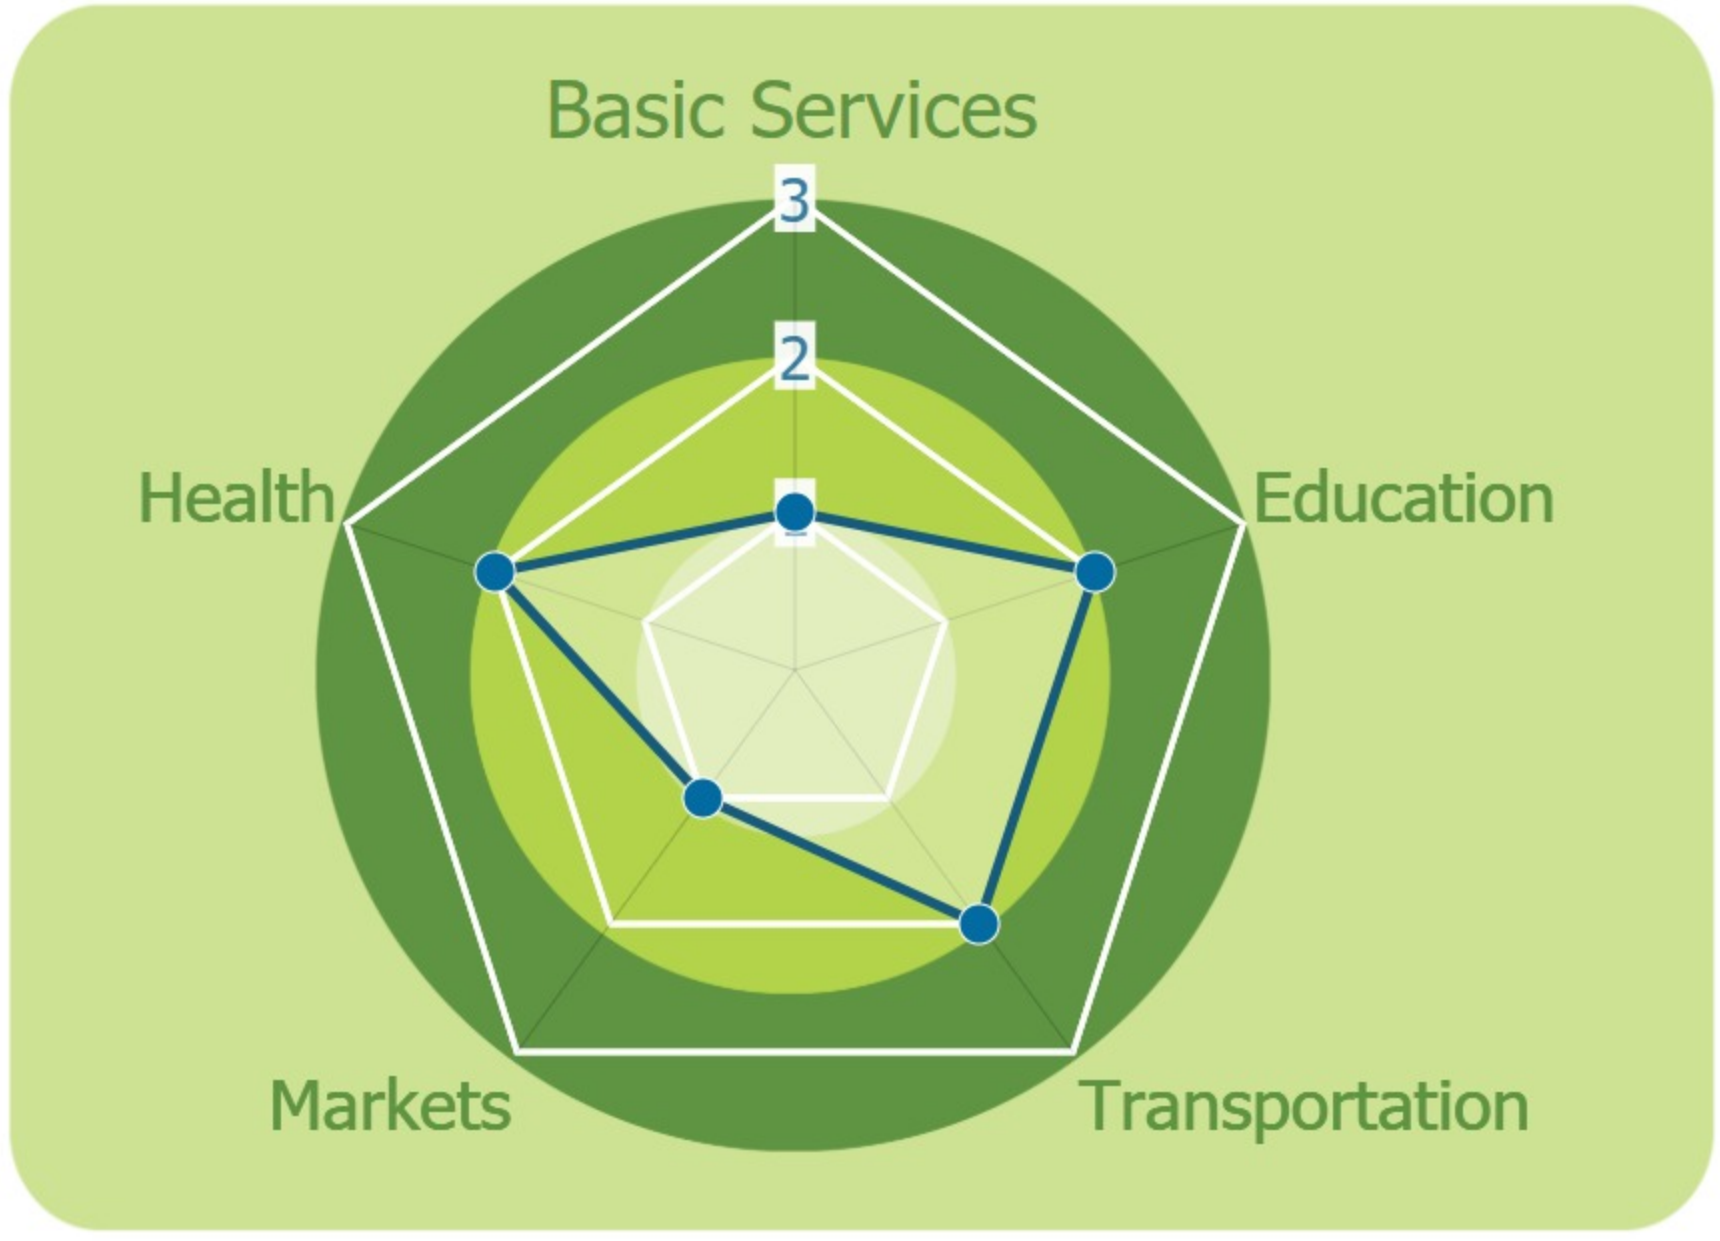 Basic Services
3
2
Health
Education
Markets
Transportation